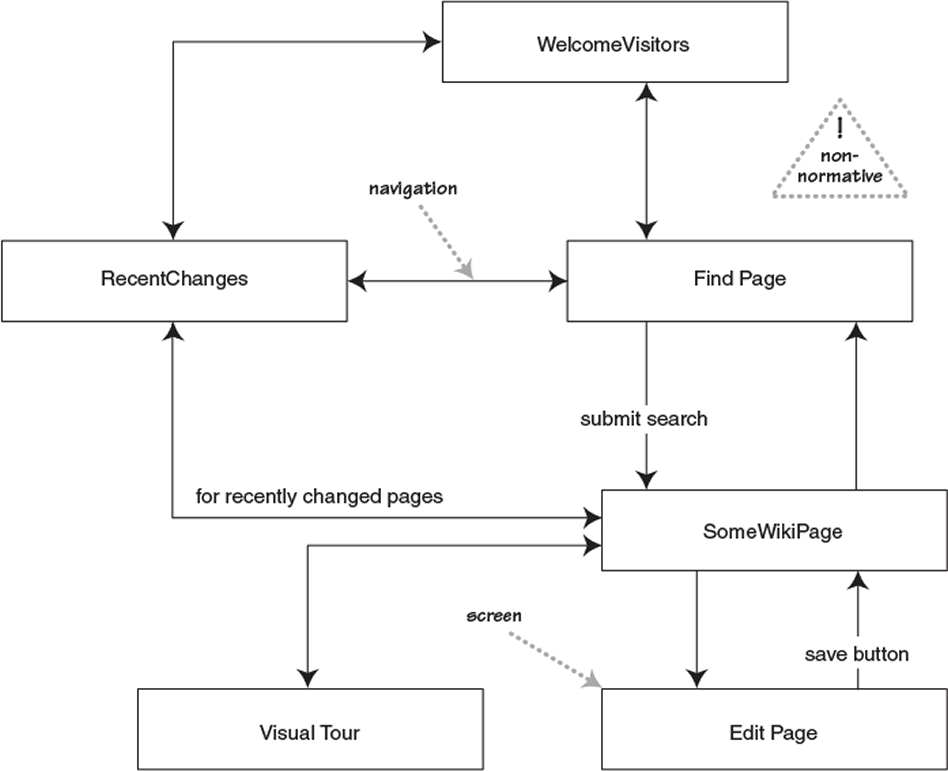 WelcomeVisitors
!
non-
normative
navigation
RecentChanges
Find Page
submit search
for recently changed pages
SomeWikiPage
screen
save button
Visual Tour
Edit Page